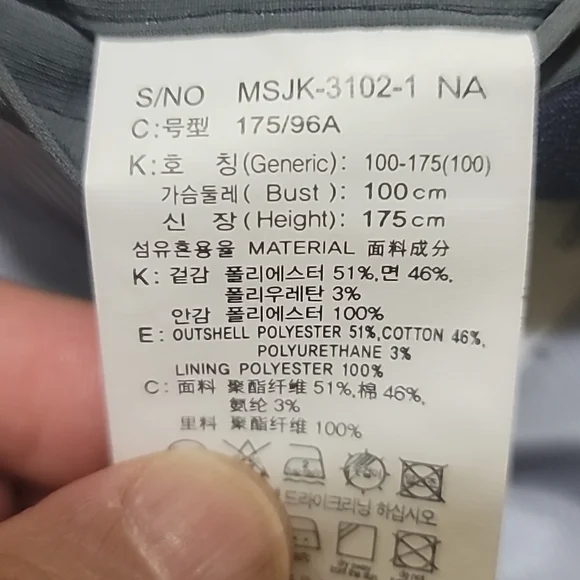 S/NO MSJK-3102-1 NA
C:号型 175/96A
K:호 칭(Generic): 100-175(100)
가슴둘레( Bust ): 100cm
신 장(Height): 175cm
섬유혼용율 MATERIAL 面料成分
K: 겉감 폴리에스터 51%,면 46%,
폴리우레탄 3%
안감 폴리에스터 100%
E: OUTSHELL POLYESTER 51%,COTTON 46%,
POLYURETHANE 3%
LINING POLYESTER 100%
C: 面料 聚酯纤维 51%,棉 46%,
氨纶 3%
里料 聚酯纤维 100%
드라이크리닝 하십시오